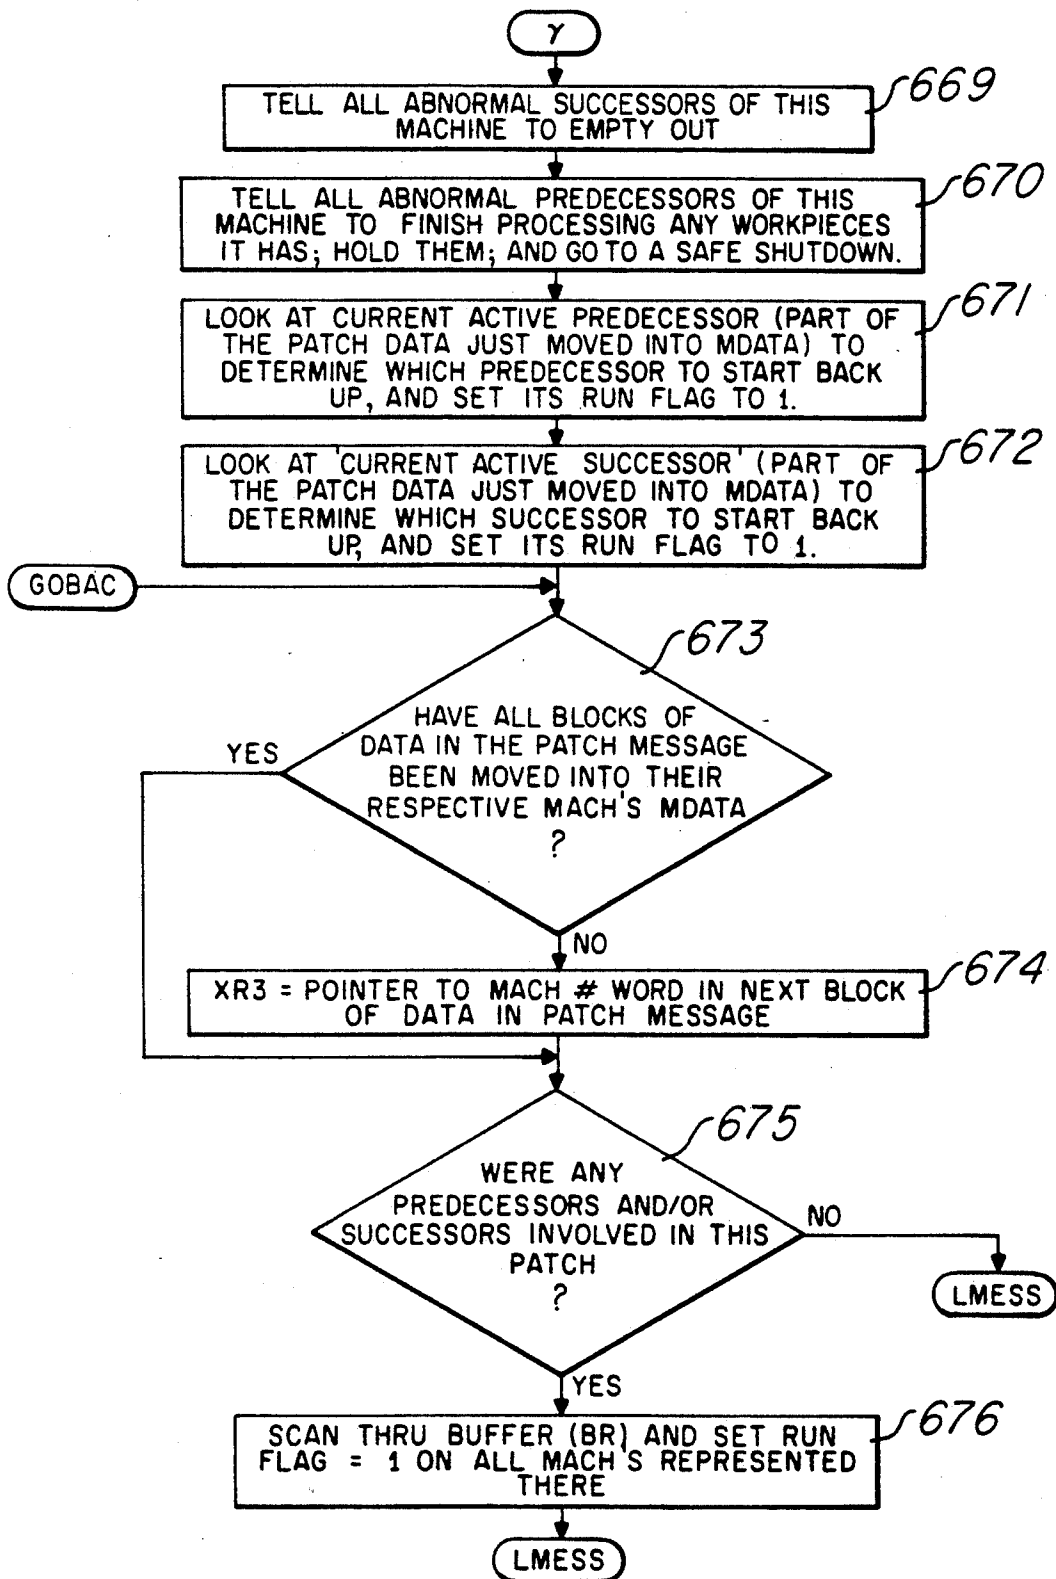 γ
TELL ALL ABNORMAL SUCCESSORS OF THIS
MACHINE TO EMPTY OUT
669
TELL ALL ABNORMAL PREDECESSORS OF THIS
MACHINE TO FINISH PROCESSING ANY WORKPIECES
IT HAS; HOLD THEM; AND GO TO A SAFE SHUTDOWN.
670
LOOK AT CURRENT ACTIVE PREDECESSOR (PART OF
THE PATCH DATA JUST MOVED INTO MDATA) TO
DETERMINE WHICH PREDECESSOR TO START BACK
UP, AND SET ITS RUN FLAG TO 1.
671
LOOK AT 'CURRENT ACTIVE SUCCESSOR' (PART OF
THE PATCH DATA JUST MOVED INTO MDATA) TO
DETERMINE WHICH SUCCESSOR TO START BACK
UP, AND SET ITS RUN FLAG TO 1.
672
GOBAC
673
HAVE ALL BLOCKS OF
DATA IN THE PATCH MESSAGE
BEEN MOVED INTO THEIR
RESPECTIVE MACH'S MDATA
?
YES
NO
XR3 = POINTER TO MACH # WORD IN NEXT BLOCK
OF DATA IN PATCH MESSAGE
674
675
WERE ANY
PREDECESSORS AND/OR
SUCCESSORS INVOLVED IN THIS
PATCH
?
NO
LMESS
YES
SCAN THRU BUFFER (BR) AND SET RUN
FLAG = 1 ON ALL MACH'S REPRESENTED
THERE
676
LMESS